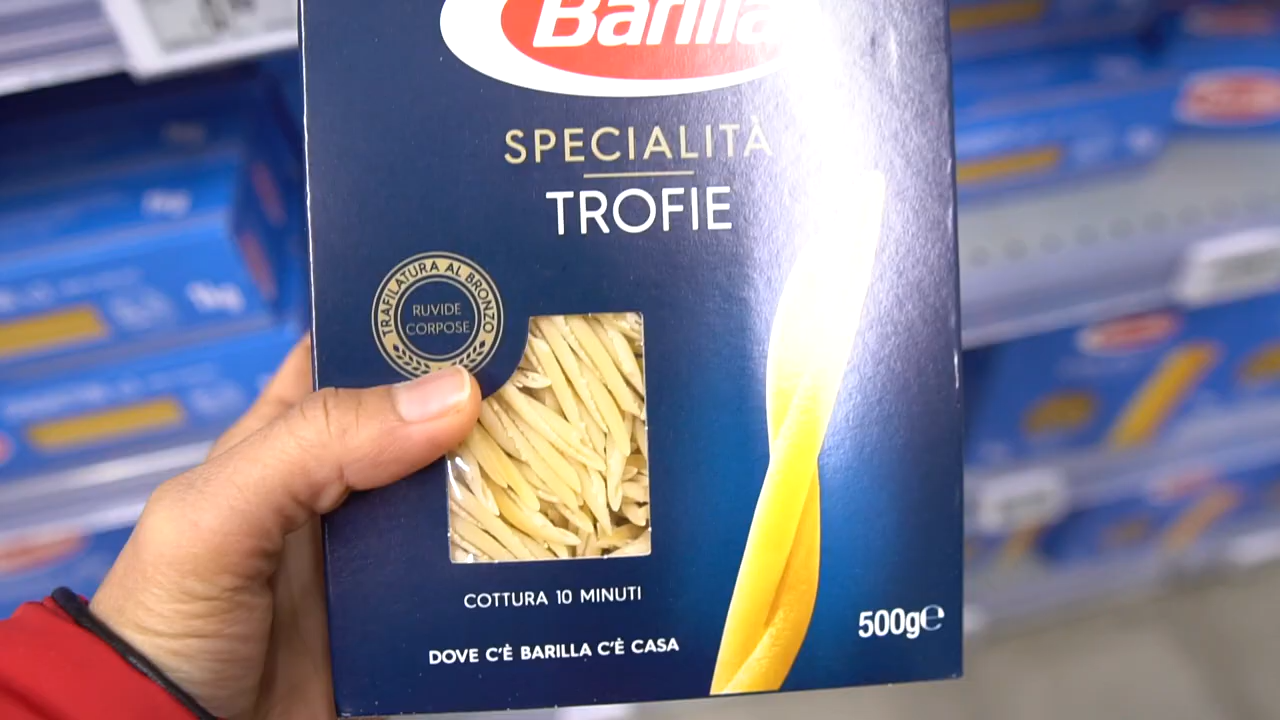 Barilla
SPECIALITÀ
TROFIE
TRAFILATURA AL BRONZO
RUVIDE
CORPOSE
COTTURA 10 MINUTI
DOVE C'È BARILLA C'È CASA
500g℮